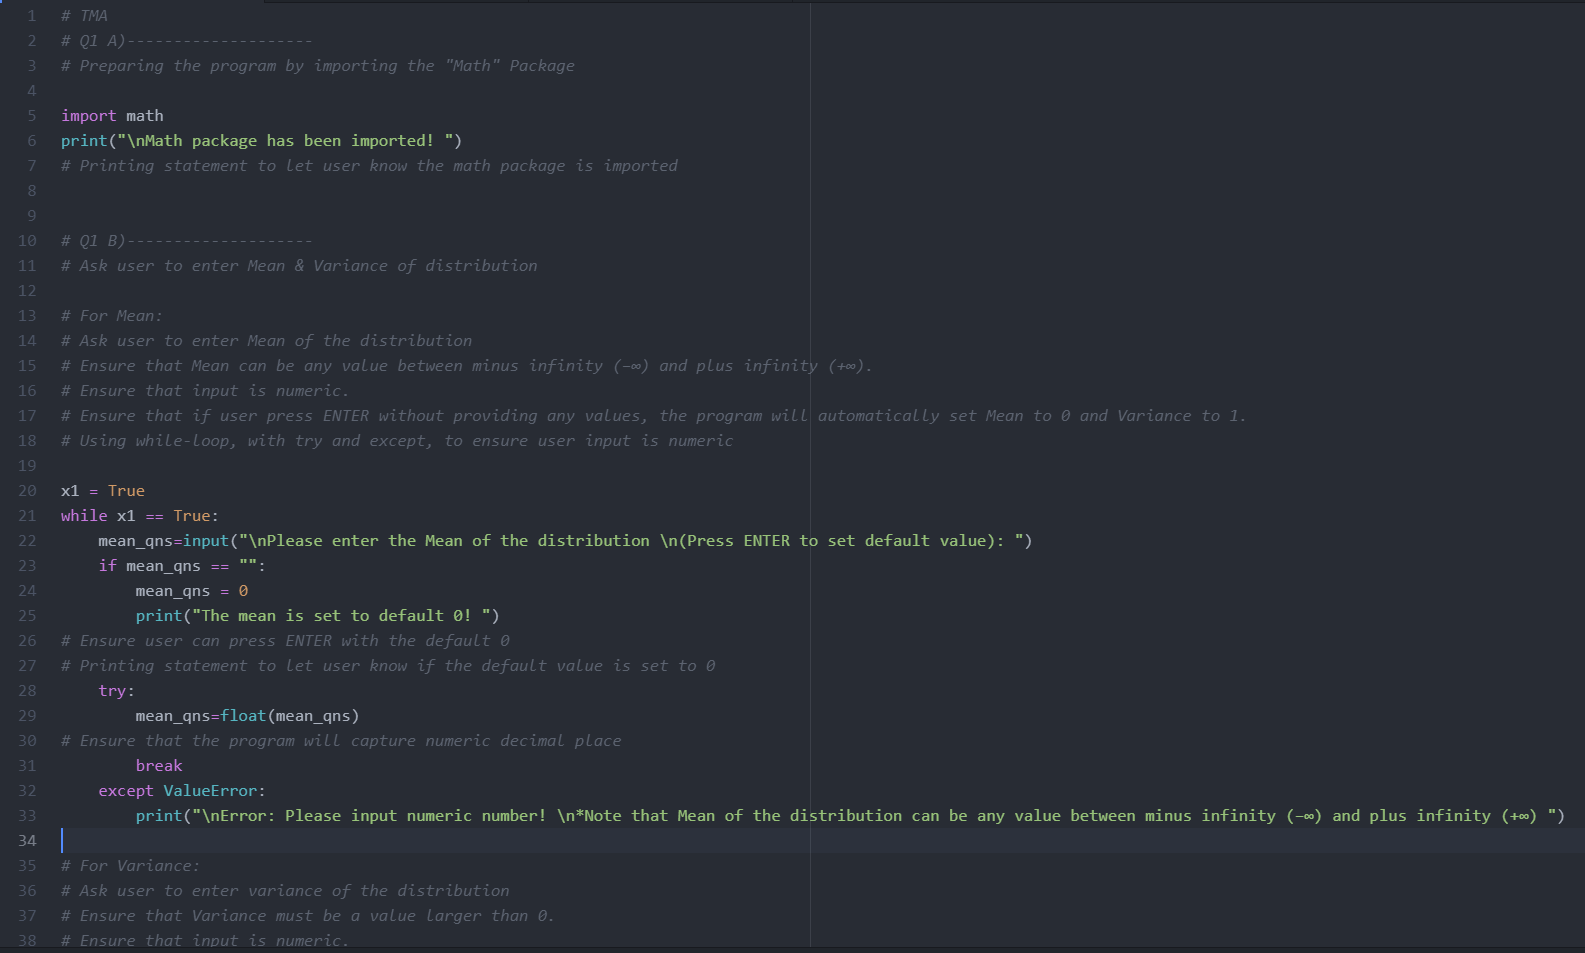 1 # TMA
2 # Q1 A)--------------------
3 # Preparing the program by importing the "Math" Package
4
5 import math
6 print("\nMath package has been imported! ")
7 # Printing statement to let user know the math package is imported
8
9
10 # Q1 B)--------------------
11 # Ask user to enter Mean & Variance of distribution
12
13 # For Mean:
14 # Ask user to enter Mean of the distribution
15 # Ensure that Mean can be any value between minus infinity (-∞) and plus infinity (+∞).
16 # Ensure that input is numeric.
17 # Ensure that if user press ENTER without providing any values, the program will automatically set Mean to 0 and Variance to 1.
18 # Using while-loop, with try and except, to ensure user input is numeric
19
20 x1 = True
21 while x1 == True:
22     mean_qns=input("\nPlease enter the Mean of the distribution \n(Press ENTER to set default value): ")
23     if mean_qns == "":
24         mean_qns = 0
25         print("The mean is set to default 0! ")
26 # Ensure user can press ENTER with the default 0
27 # Printing statement to let user know if the default value is set to 0
28     try:
29         mean_qns=float(mean_qns)
30 # Ensure that the program will capture numeric decimal place
31         break
32     except ValueError:
33         print("\nError: Please input numeric number! \n*Note that Mean of the distribution can be any value between minus infinity (-∞) and plus infinity (+∞) ")
34
35 # For Variance:
36 # Ask user to enter variance of the distribution
37 # Ensure that Variance must be a value larger than 0.
38 # Ensure that input is numeric.